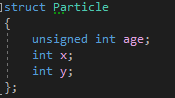 struct Particle
{
    unsigned int age;
    int x;
    int y;
};